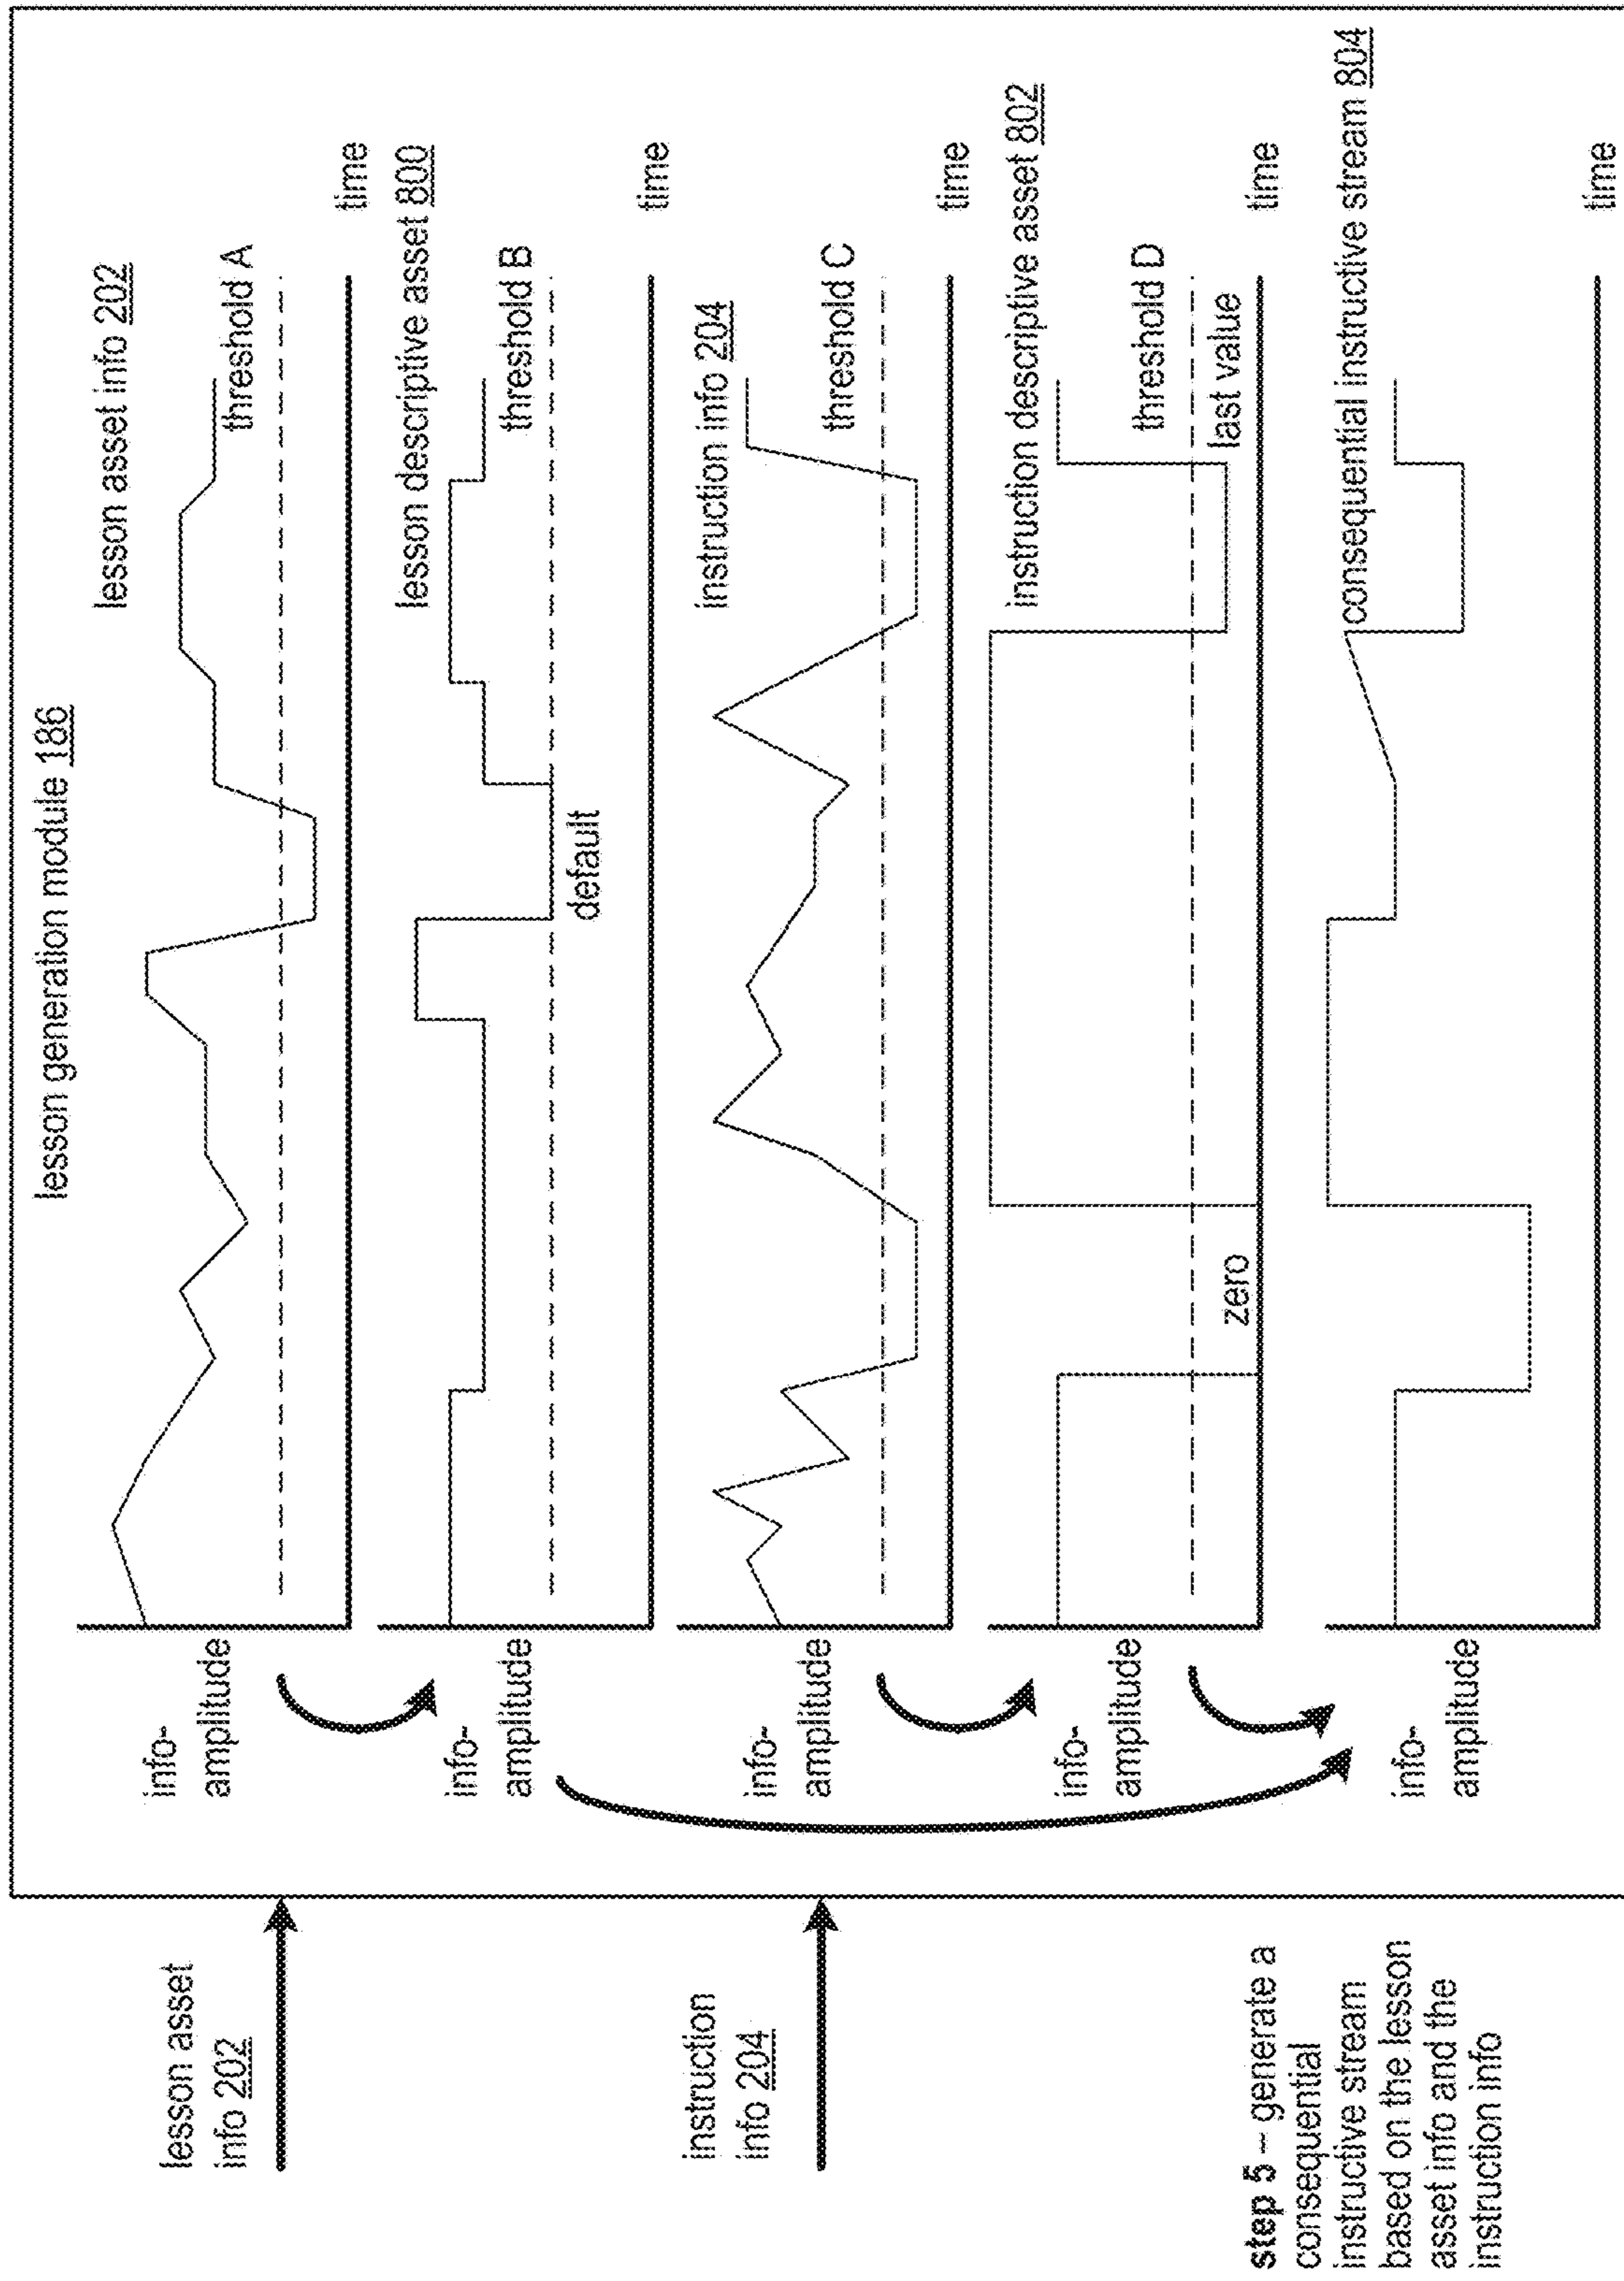 lesson generation module 186
lesson asset
info 202
info-
amplitude
lesson asset info 202
threshold A
time
info-
amplitude
lesson descriptive asset 800
threshold B
default
time
instruction
info 204
info-
amplitude
instruction info 204
threshold C
time
info-
amplitude
instruction descriptive asset 802
threshold D
zero
last value
time
step 5 – generate a
consequential
instructive stream
based on the lesson
asset info and the
instruction info
info-
amplitude
consequential instructive stream 804
time